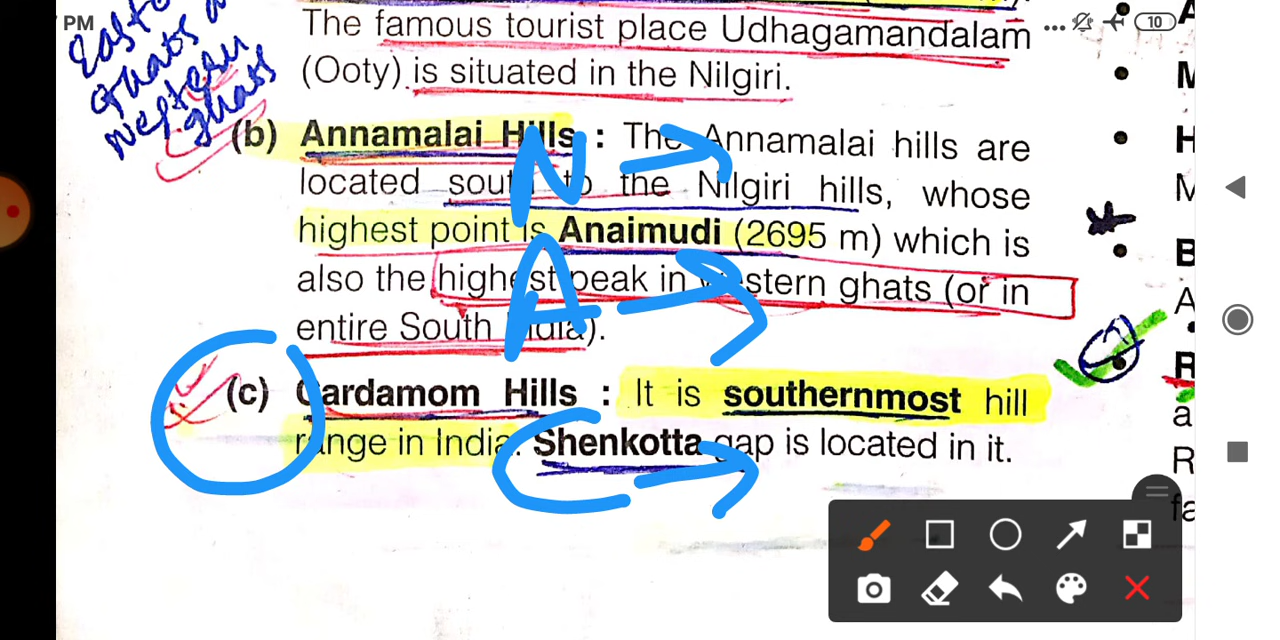 PM
10
Easte
Ghats a
Western
Ghats
The famous tourist place Udhagamandalam
(Ooty) is situated in the Nilgiri.
(b) Annamalai Hills : The Annamalai hills are
located south to the Nilgiri hills, whose
highest point is Anaimudi (2695 m) which is
also the highest peak in western ghats (or in
entire South India).
(c) Cardamom Hills : It is southernmost hill
range in India. Shenkotta gap is located in it.
N →
A →
C →
A
M
H
M
B
A
R
a
R
fa